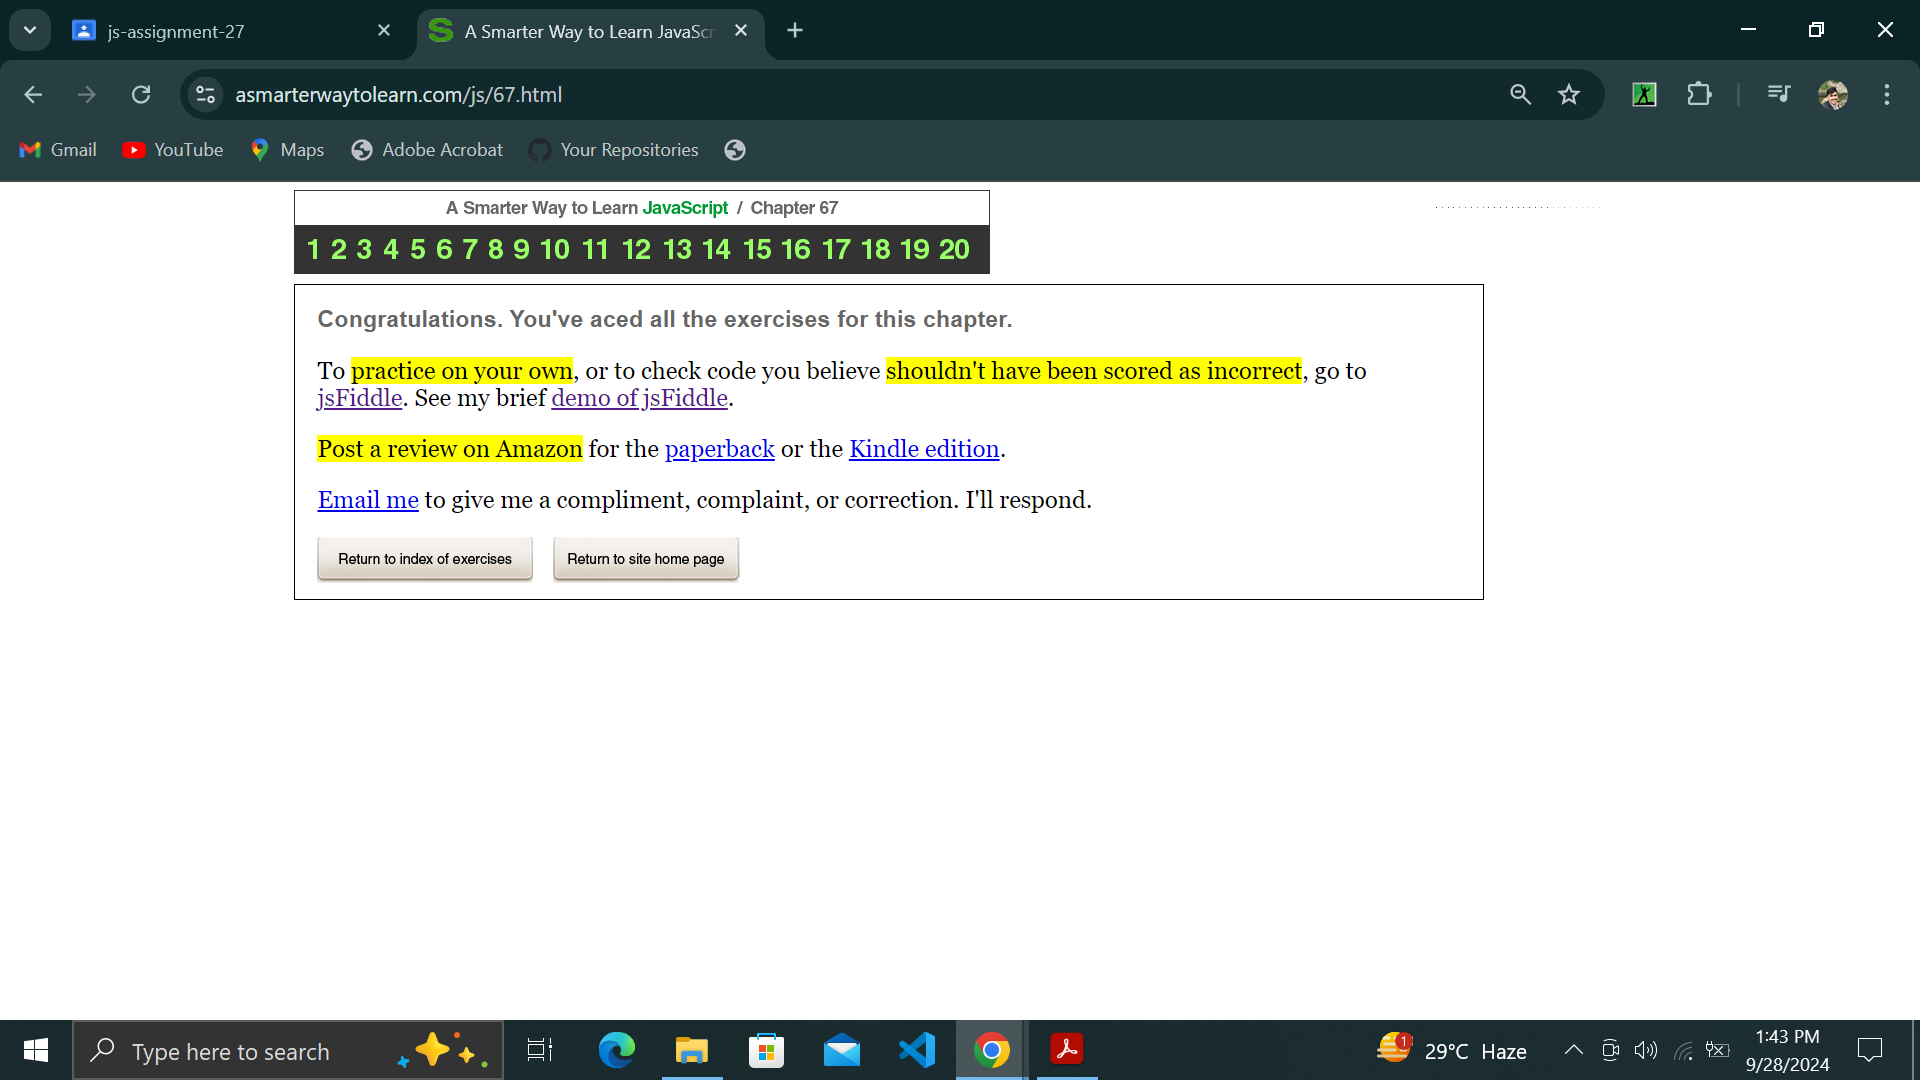 js-assignment-27
A Smarter Way to Learn JavaScr
asmarterwaytolearn.com/js/67.html
Gmail YouTube Maps Adobe Acrobat Your Repositories
A Smarter Way to Learn JavaScript / Chapter 67
1 2 3 4 5 6 7 8 9 10 11 12 13 14 15 16 17 18 19 20
Congratulations. You've aced all the exercises for this chapter.
To practice on your own, or to check code you believe shouldn't have been scored as incorrect, go to
jsFiddle. See my brief demo of jsFiddle.
Post a review on Amazon for the paperback or the Kindle edition.
Email me to give me a compliment, complaint, or correction. I'll respond.
Return to index of exercises Return to site home page
Type here to search
1
29°C Haze
1:43 PM
9/28/2024